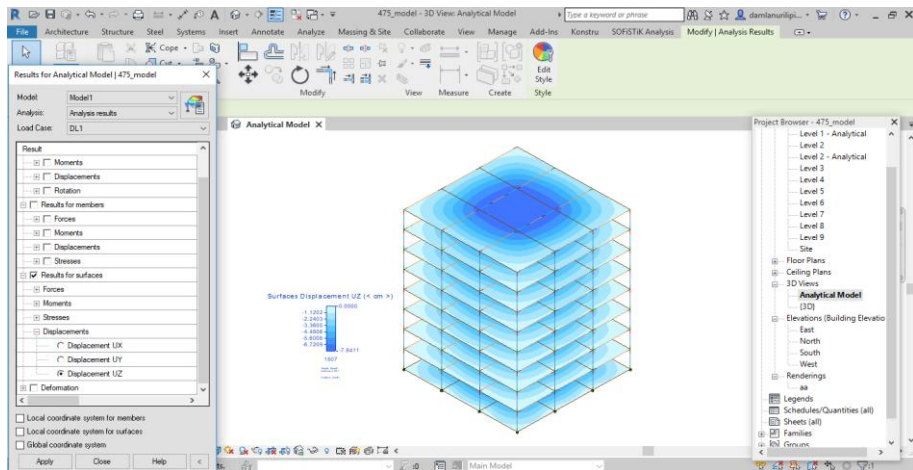 475_model - 3D View: Analytical Model
Type a keyword or phrase
damlanurilipi...
File Architecture Structure Steel Systems Insert Annotate Analyze Massing & Site Collaborate View Manage Add-Ins Konstru SOFiSTiK Analysis Modify | Analysis Results
Cope
Cut
Modify View Measure Create
Edit
Style
Style
Results for Analytical Model | 475_model
Model: Model1
Analysis: Analysis results
Load Case: DL1
Result
Moments
Displacements
Rotation
Results for members
Forces
Moments
Displacements
Stresses
Results for surfaces
Forces
Moments
Stresses
Displacements
Displacement UX
Displacement UY
Displacement UZ
Deformation
Local coordinate system for members
Local coordinate system for surfaces
Global coordinate system
Apply Close Help <
Analytical Model
Surfaces Displacement UZ (< cm >)
0.0000
Project Browser - 475_model
Level 1 - Analytical
Level 2
Level 2 - Analytical
Level 3
Level 4
Level 5
Level 6
Level 7
Level 8
Level 9
Site
Floor Plans
Ceiling Plans
3D Views
Analytical Model
{3D}
Elevations (Building Elevatio
East
North
South
West
Renderings
aa
Legends
Schedules/Quantities (all)
Sheets (all)
Families
Groups
:0
Main Model